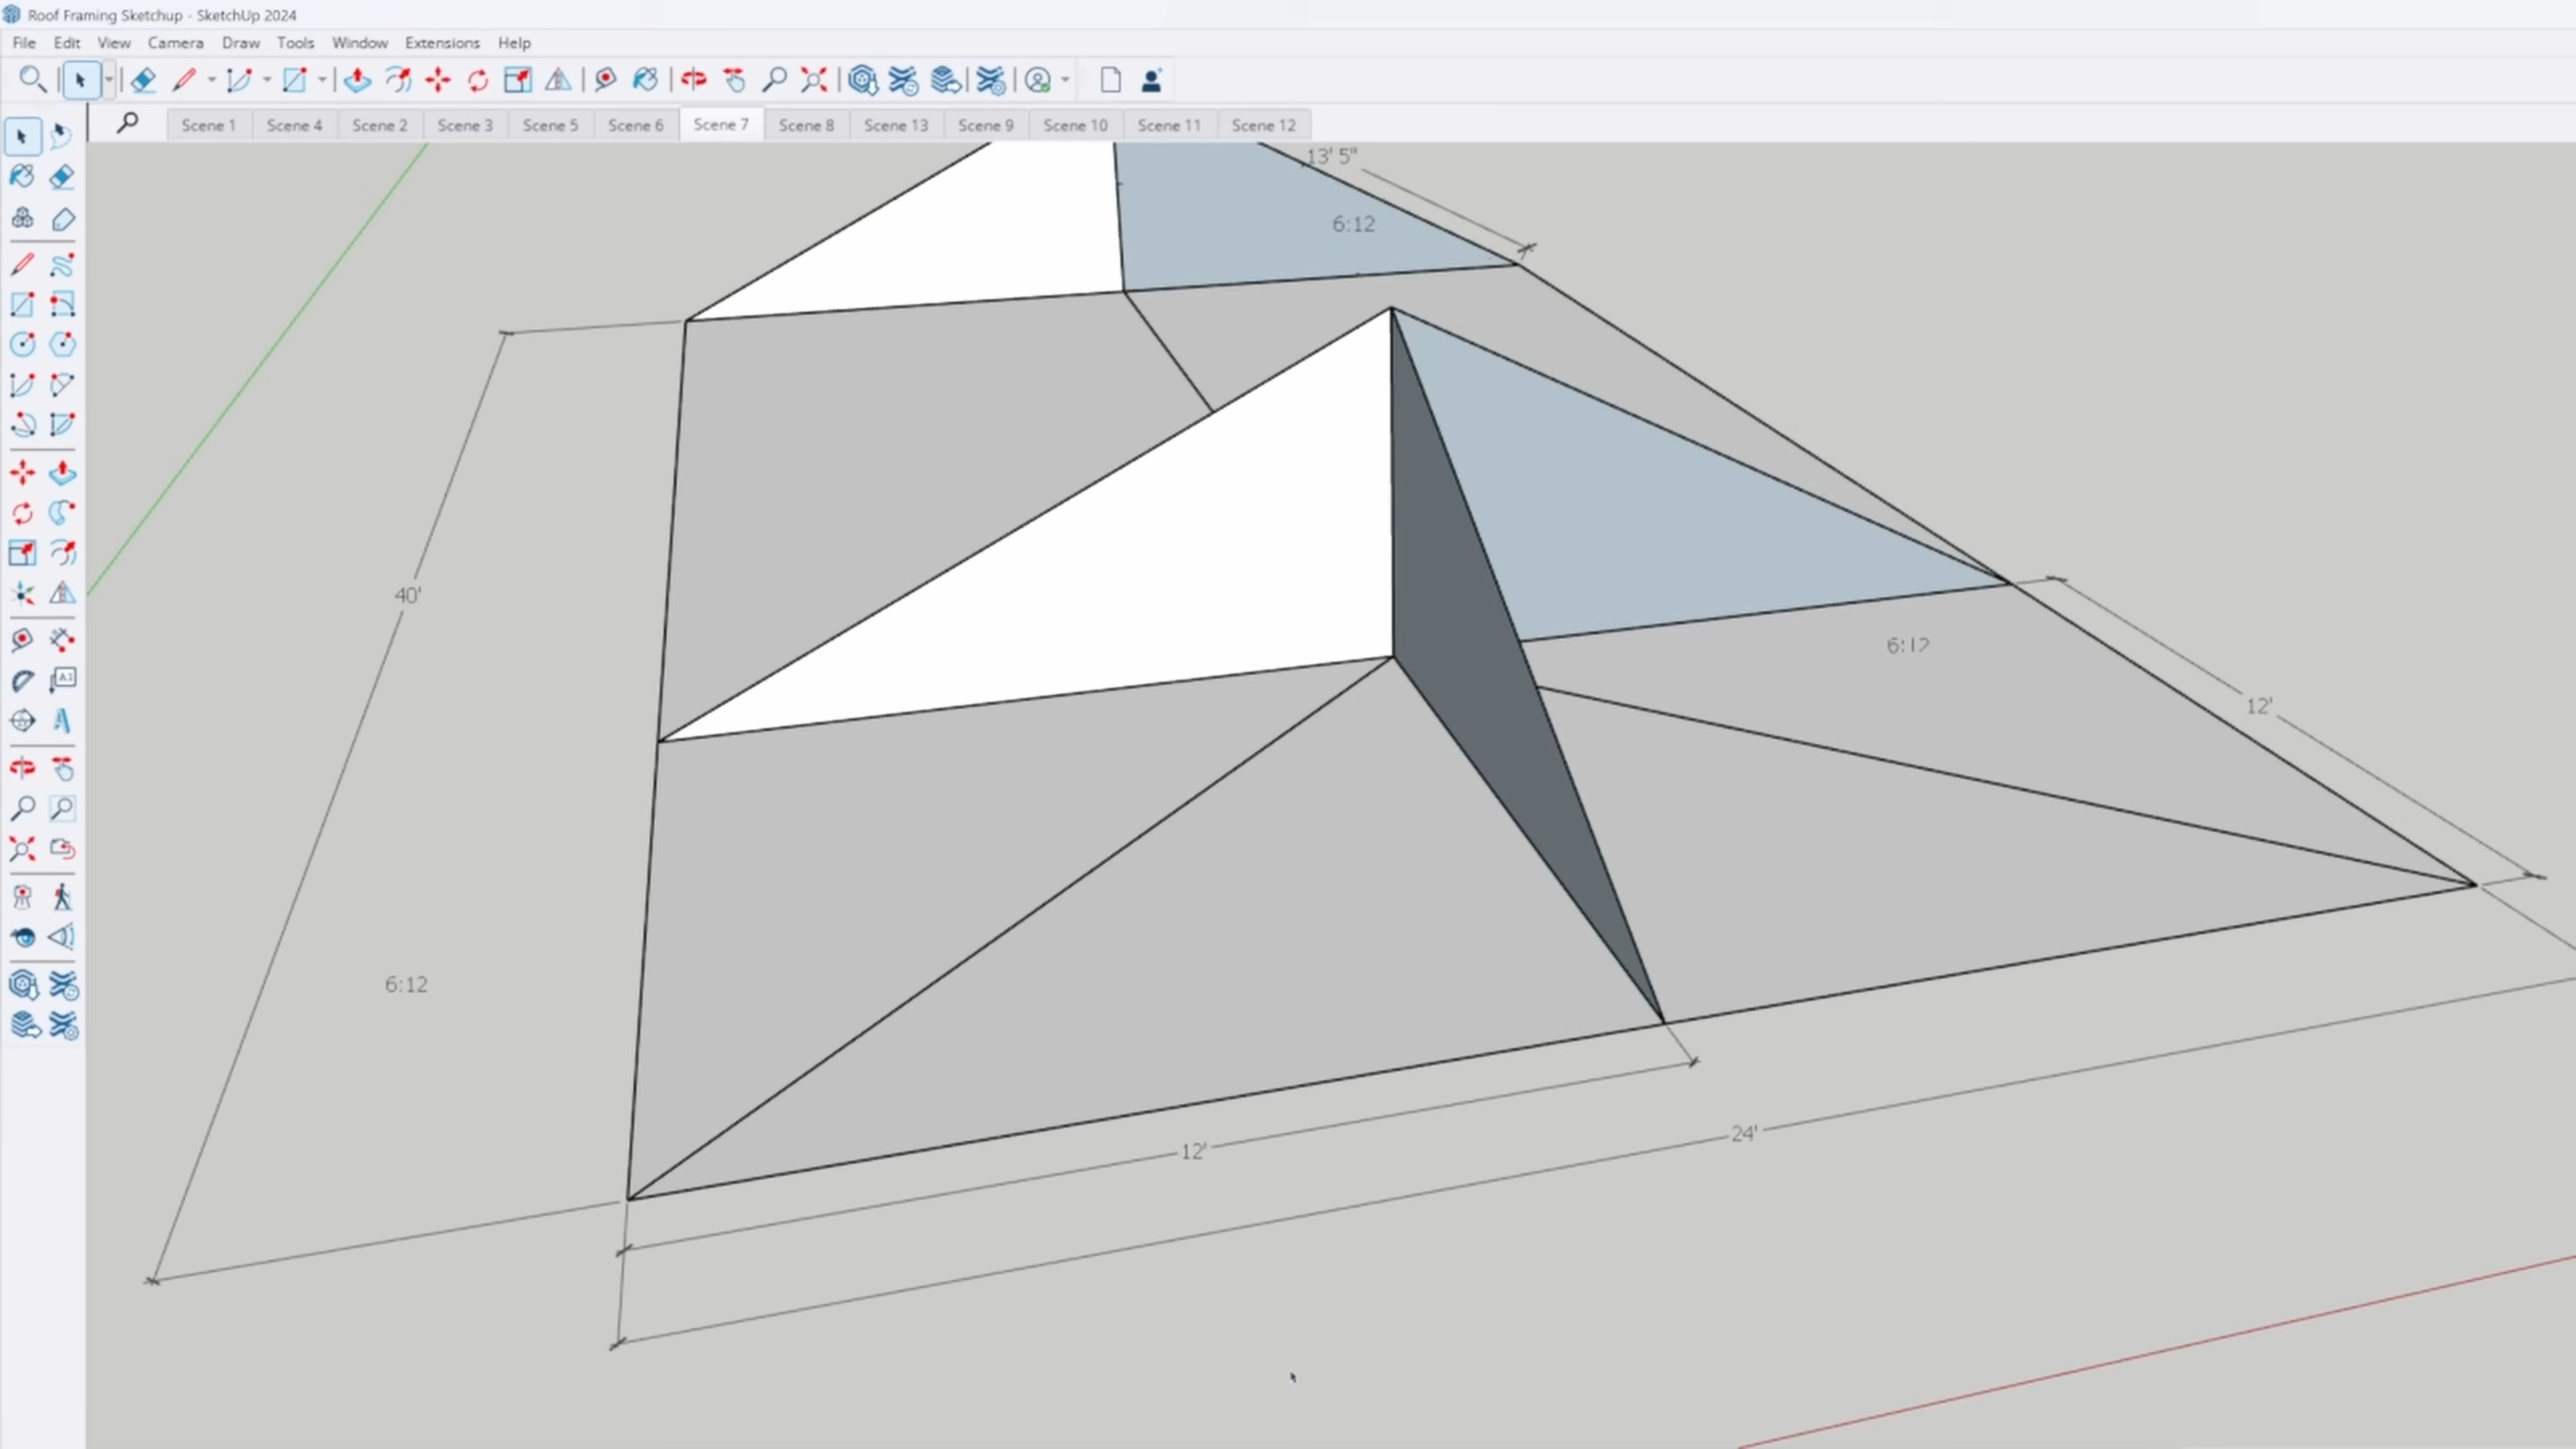 Roof Framing Sketchup - SketchUp 2024
File Edit View Camera Draw Tools Window Extensions Help
Scene 1 Scene 4 Scene 2 Scene 3 Scene 5 Scene 6 Scene 7 Scene 8 Scene 13 Scene 9 Scene 10 Scene 11 Scene 12
13' 5"
6:12
40'
6:12
12'
6:12
24'
12'